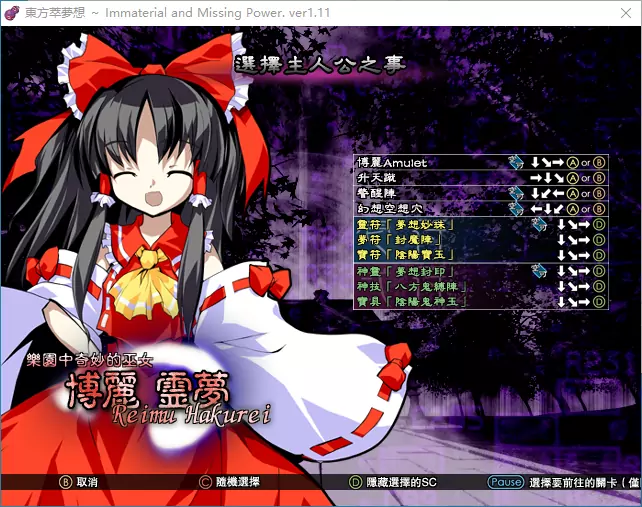 東方萃夢想 ~ Immaterial and Missing Power. ver1.11
選擇主人公之事
博麗Amulet ↓↘→ A or B
升天蹴 →↓↘ A or B
警醒陣 ↓↙← A or B
幻想空想穴 ←↓↙ A or B
靈符「夢想妙珠」 ↓↘→ D
夢符「封魔陣」 ↓↘→ D
寶符「陰陽寶玉」 ↓↘→ D
神靈「夢想封印」 ↓↘→ D
神技「八方鬼縛陣」 ↓↘→ D
寶具「陰陽鬼神玉」 ↓↘→ D
樂園中奇妙的巫女
博麗 靈夢
Reimu Hakurei
B 取消 C 隨機選擇 D 隱藏選擇的SC Pause 選擇要前往的關卡 ( 僅